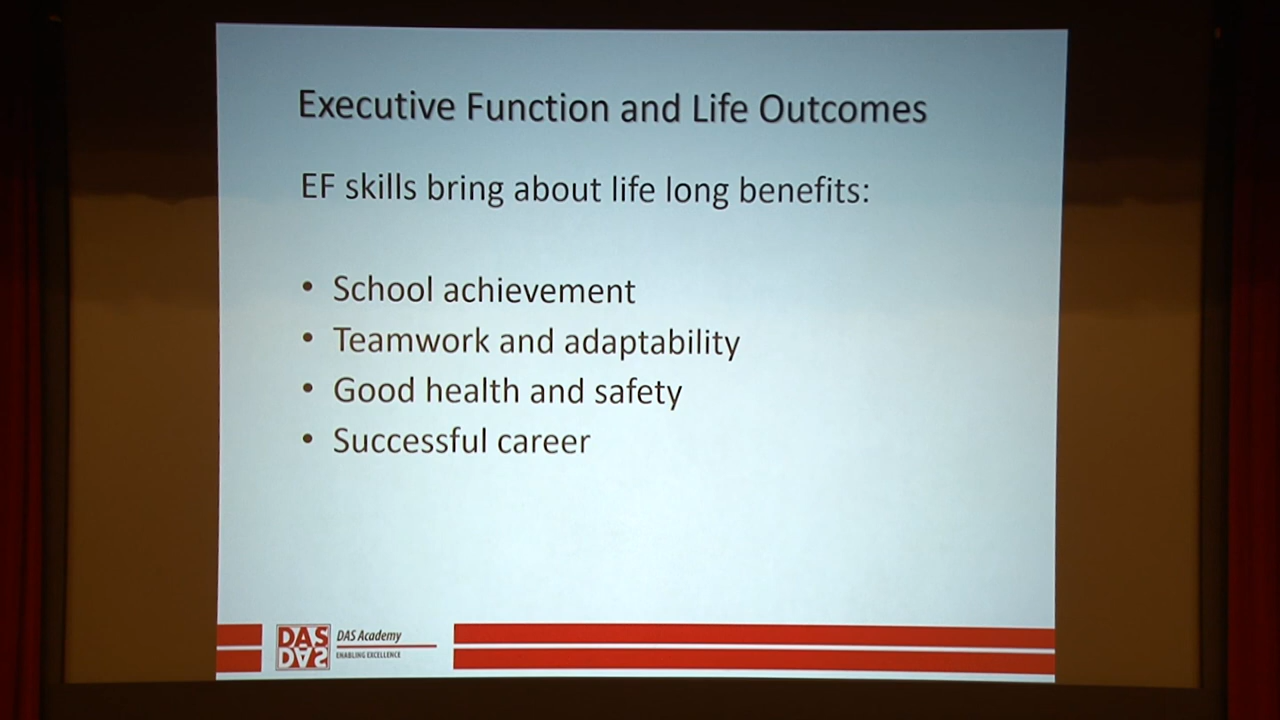 Executive Function and Life Outcomes
EF skills bring about life long benefits:
• School achievement
• Teamwork and adaptability
• Good health and safety
• Successful career
DAS
DAS
DAS Academy
ENABLING EXCELLENCE